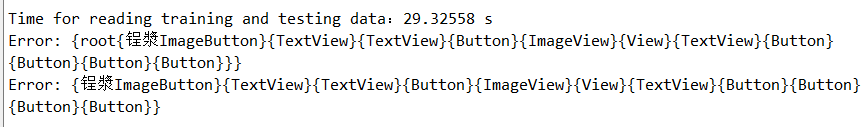 Time for reading training and testing data: 29.32558 s
Error: {root{锃漿ImageButton}{TextView}{TextView}{Button}{ImageView}{View}{TextView}{Button}
{Button}{Button}{Button}}}
Error: {锃漿ImageButton}{TextView}{TextView}{Button}{ImageView}{View}{TextView}{Button}{Button}
{Button}{Button}}